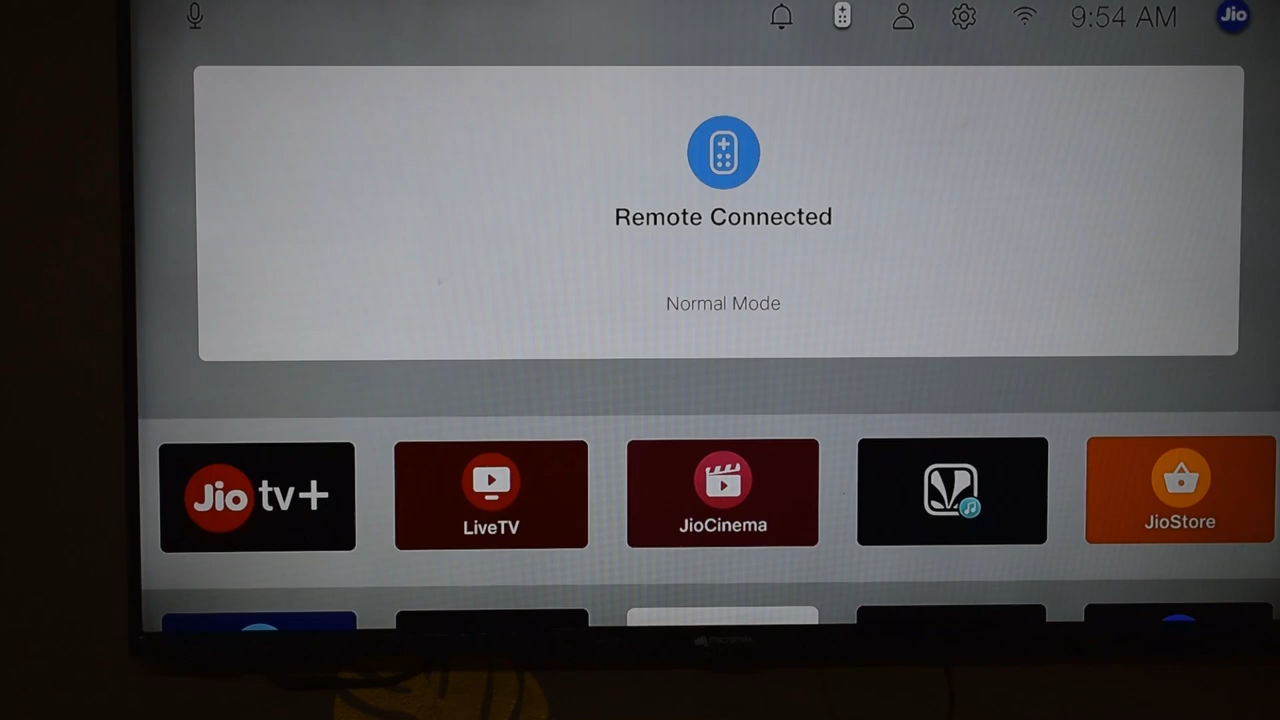 9:54 AM
Jio
Remote Connected
Normal Mode
Jio tv+
LiveTV
JioCinema
JioStore